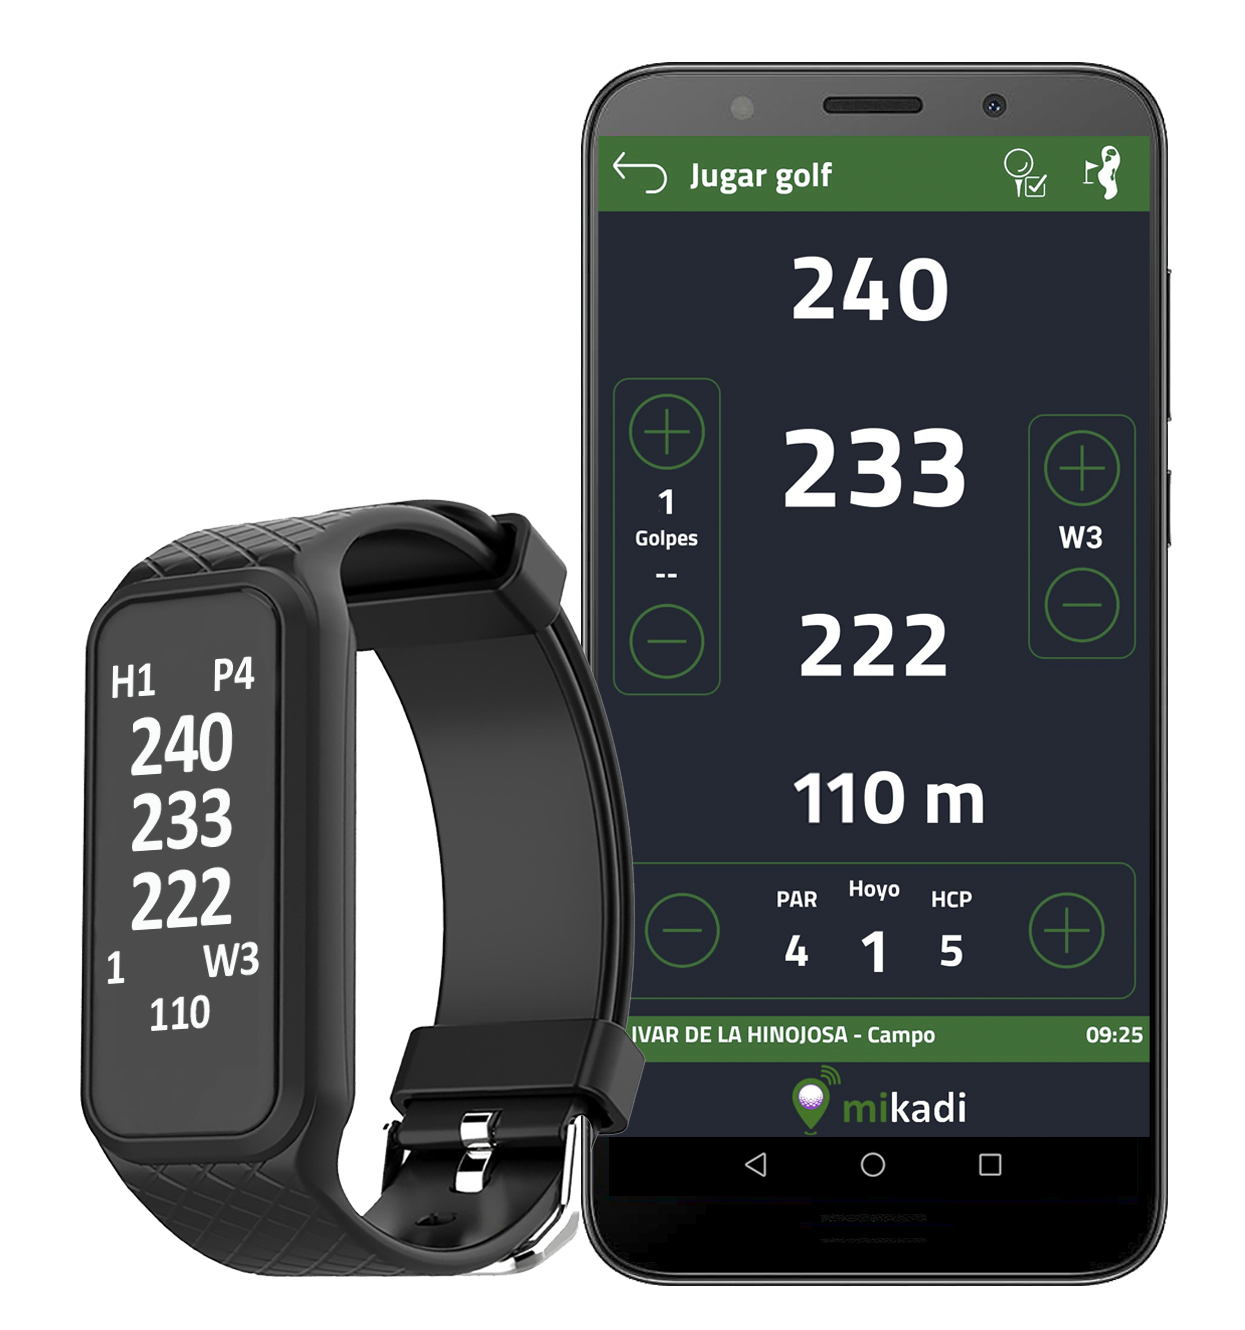 H1 P4
240
233
222
1 W3
110
Jugar golf
240
233
222
110 m
1
Golpes
--
W3
PAR Hoyo HCP
4 1 5
IVAR DE LA HINOJOSA - Campo 09:25
mikadi